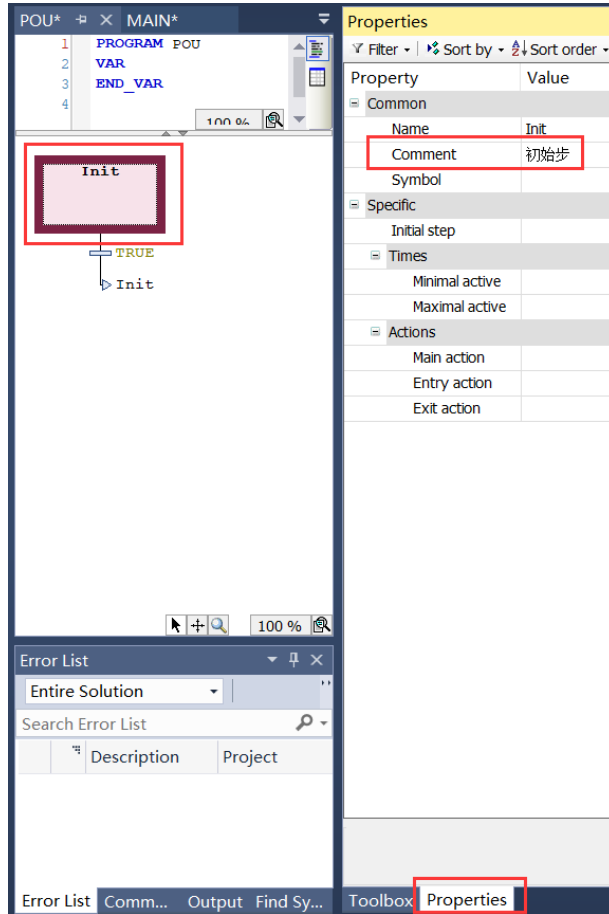 POU* MAIN*
1 PROGRAM POU
2 VAR
3 END_VAR
4
100 %
Init
TRUE
Init
100 %
Error List
Entire Solution
Search Error List
Description Project
Error List Comm... Output Find Sy...
Properties
Filter Sort by Sort order
Property Value
Common
Name Init
Comment 初始步
Symbol
Specific
Initial step
Times
Minimal active
Maximal active
Actions
Main action
Entry action
Exit action
Toolbox Properties